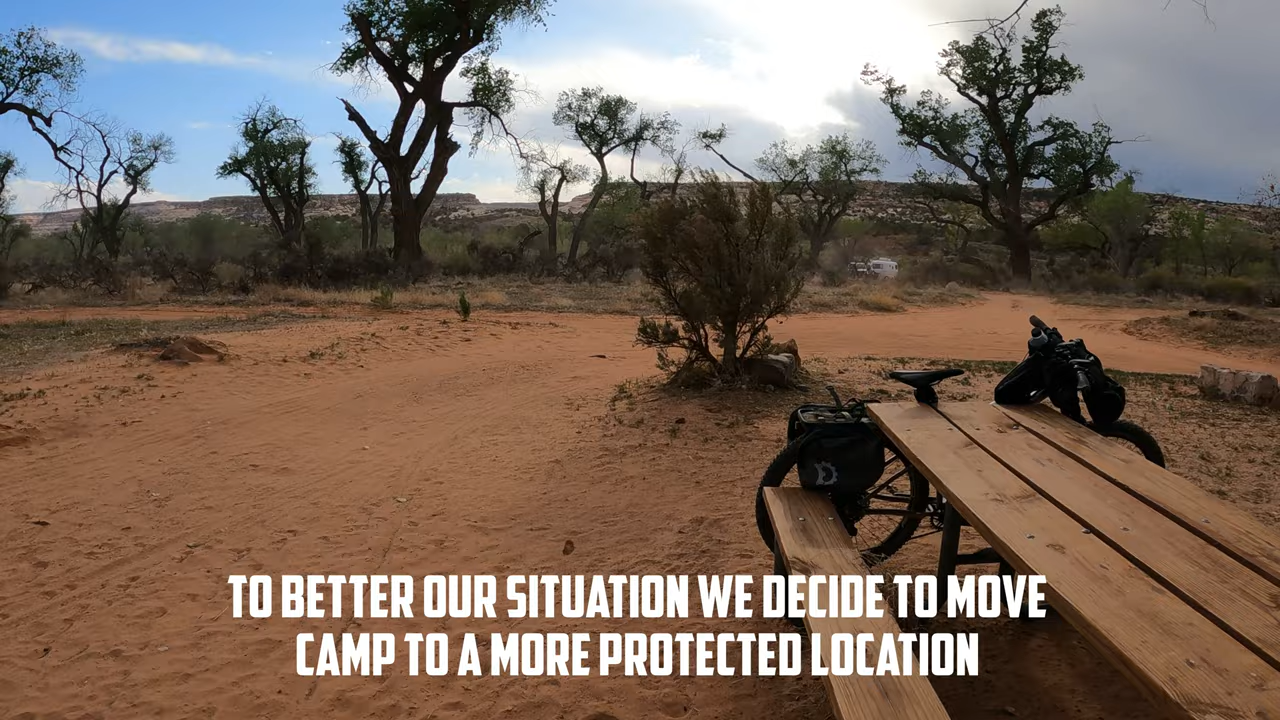 TO BETTER OUR SITUATION WE DECIDE TO MOVE
CAMP TO A MORE PROTECTED LOCATION